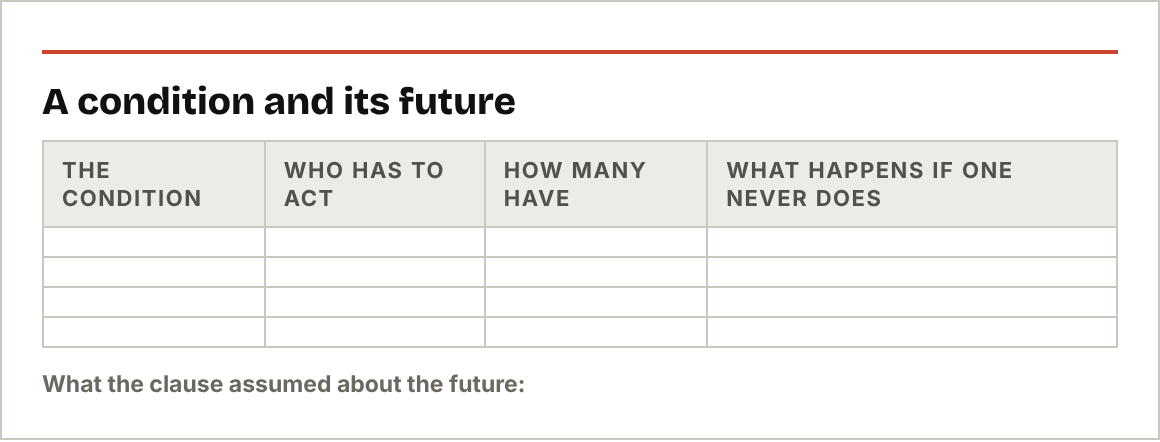 A condition and its future
THE
CONDITION
WHO HAS TO
ACT
HOW MANY
HAVE
WHAT HAPPENS IF ONE
NEVER DOES
What the clause assumed about the future: